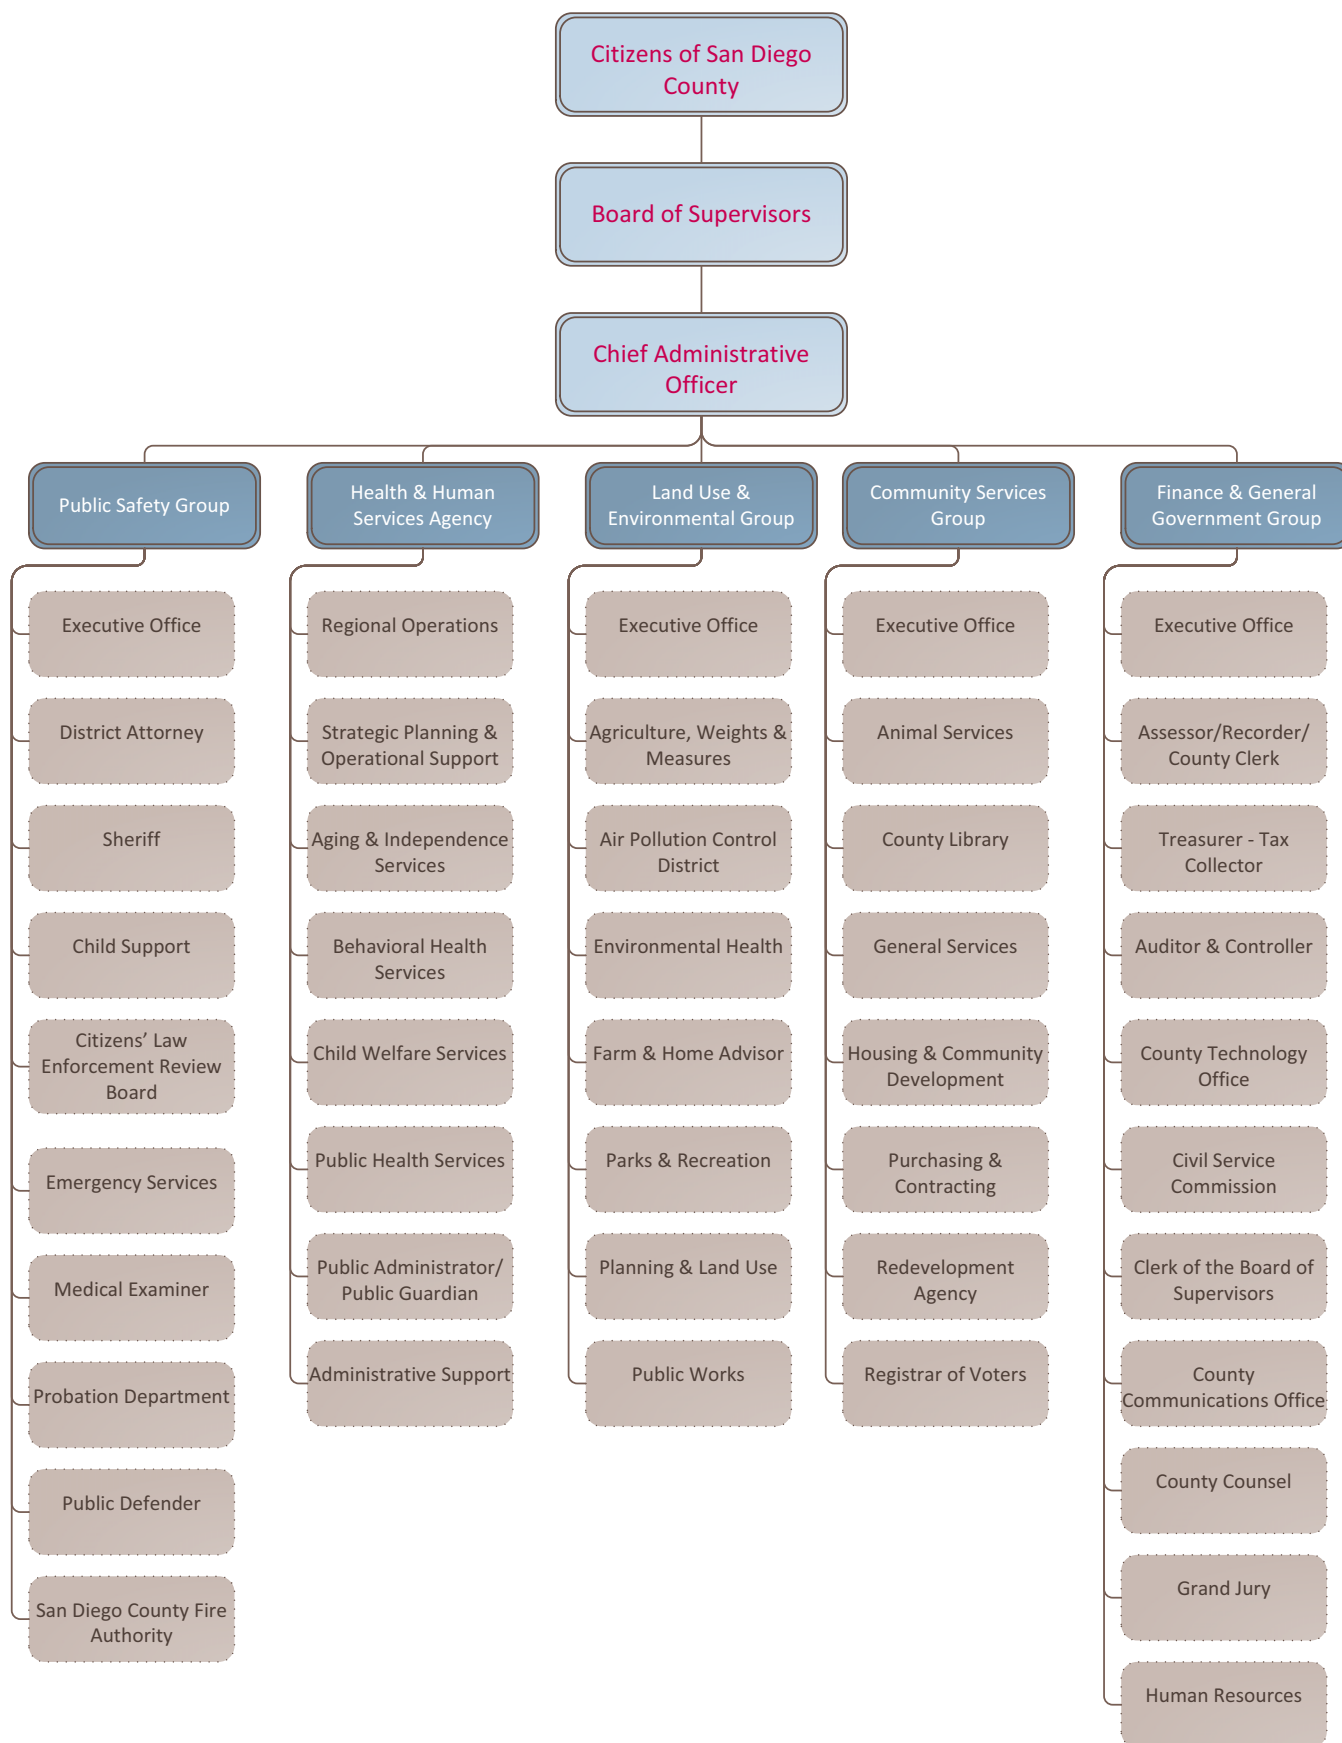 Citizens of San Diego
County
Board of Supervisors
Chief Administrative
Officer
Public Safety Group
Executive Office
District Attorney
Sheriff
Child Support
Citizens’ Law
Enforcement Review
Board
Emergency Services
Medical Examiner
Probation Department
Public Defender
San Diego County Fire
Authority
Health & Human
Services Agency
Regional Operations
Strategic Planning &
Operational Support
Aging & Independence
Services
Behavioral Health
Services
Child Welfare Services
Public Health Services
Public Administrator/
Public Guardian
Administrative Support
Land Use &
Environmental Group
Executive Office
Agriculture, Weights &
Measures
Air Pollution Control
District
Environmental Health
Farm & Home Advisor
Parks & Recreation
Planning & Land Use
Public Works
Community Services
Group
Executive Office
Animal Services
County Library
General Services
Housing & Community
Development
Purchasing &
Contracting
Redevelopment
Agency
Registrar of Voters
Finance & General
Government Group
Executive Office
Assessor/Recorder/
County Clerk
Treasurer - Tax
Collector
Auditor & Controller
County Technology
Office
Civil Service
Commission
Clerk of the Board of
Supervisors
County
Communications Office
County Counsel
Grand Jury
Human Resources